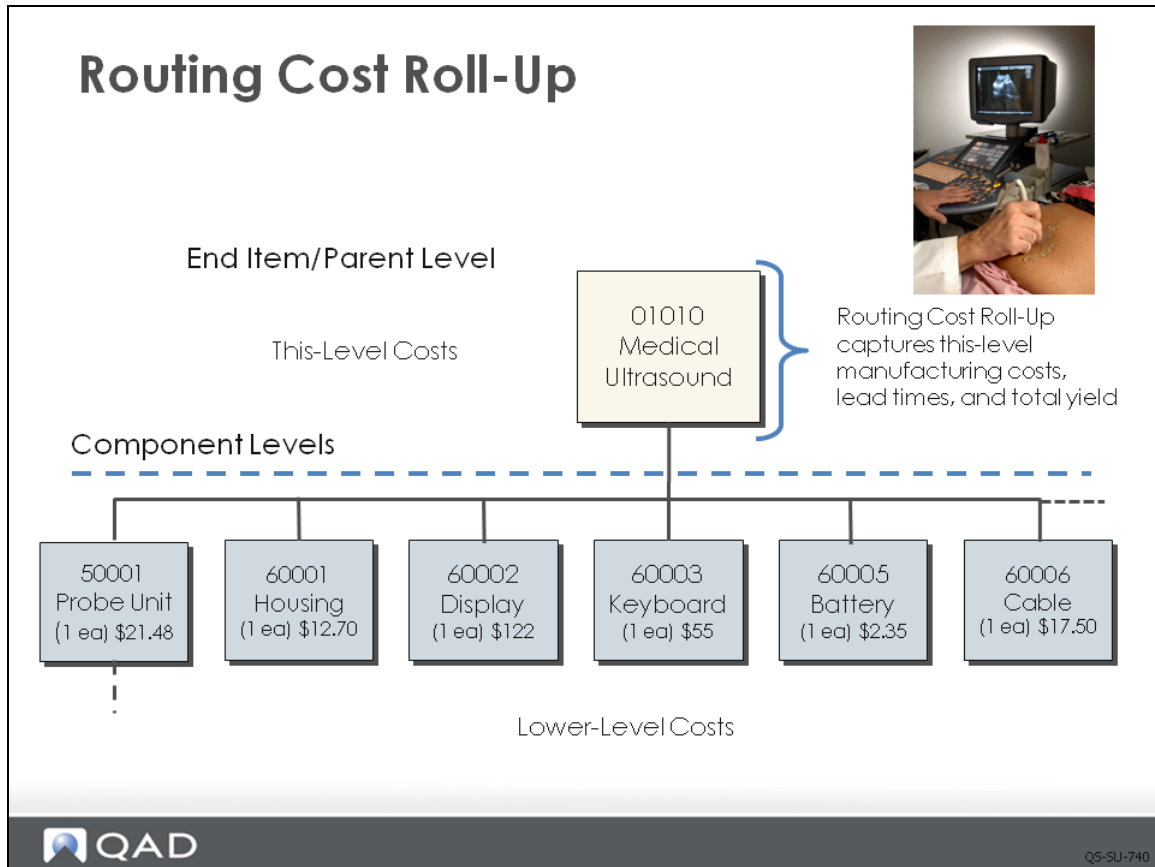 Routing Cost Roll-Up
End Item/Parent Level
This-Level Costs
01010
Medical
Ultrasound
Routing Cost Roll-Up
captures this-level
manufacturing costs,
lead times, and total yield
Component Levels
50001
Probe Unit
(1 ea) $21.48
60001
Housing
(1 ea) $12.70
60002
Display
(1 ea) $122
60003
Keyboard
(1 ea) $55
60005
Battery
(1 ea) $2.35
60006
Cable
(1 ea) $17.50
Lower-Level Costs
QAD
QS-SU-740